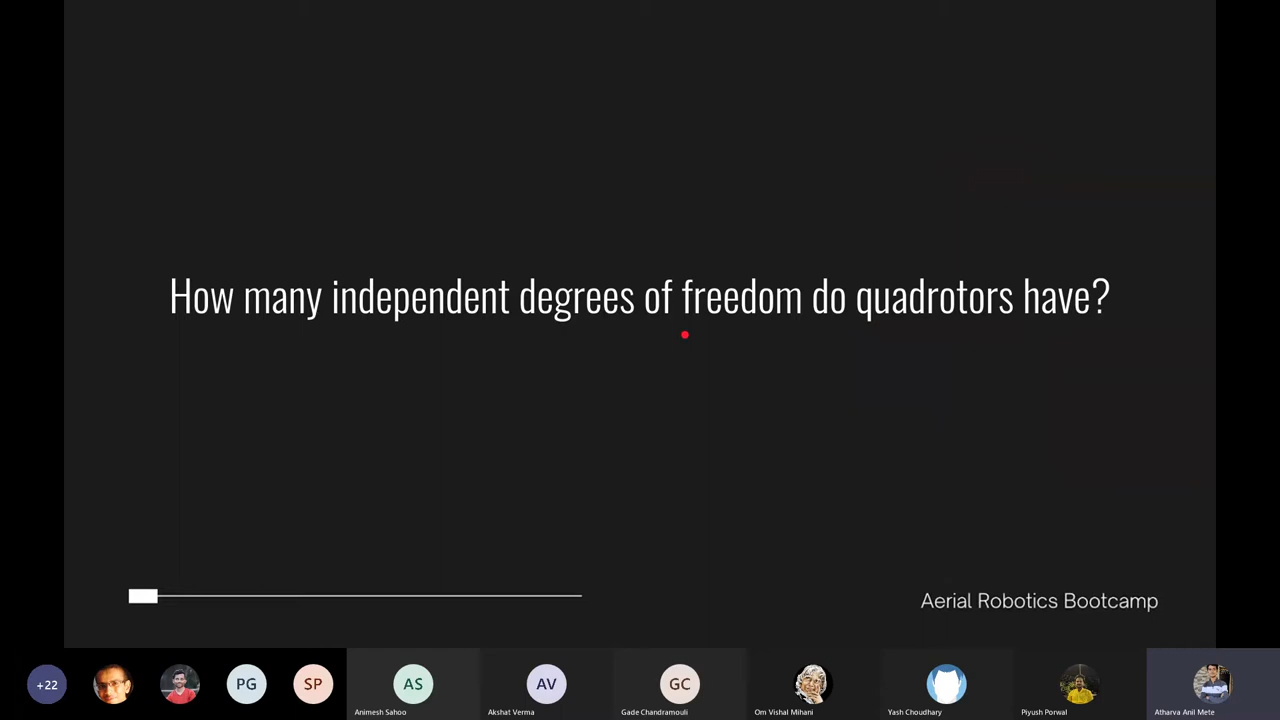 How many independent degrees of freedom do quadrotors have?
Aerial Robotics Bootcamp
+22
PG
SP
AS
AV
GC
Animesh Sahoo
Akshat Verma
Gade Chandramouli
Om Vishal Mihani
Yash Choudhary
Piyush Porwal
Atharva Anil Mete